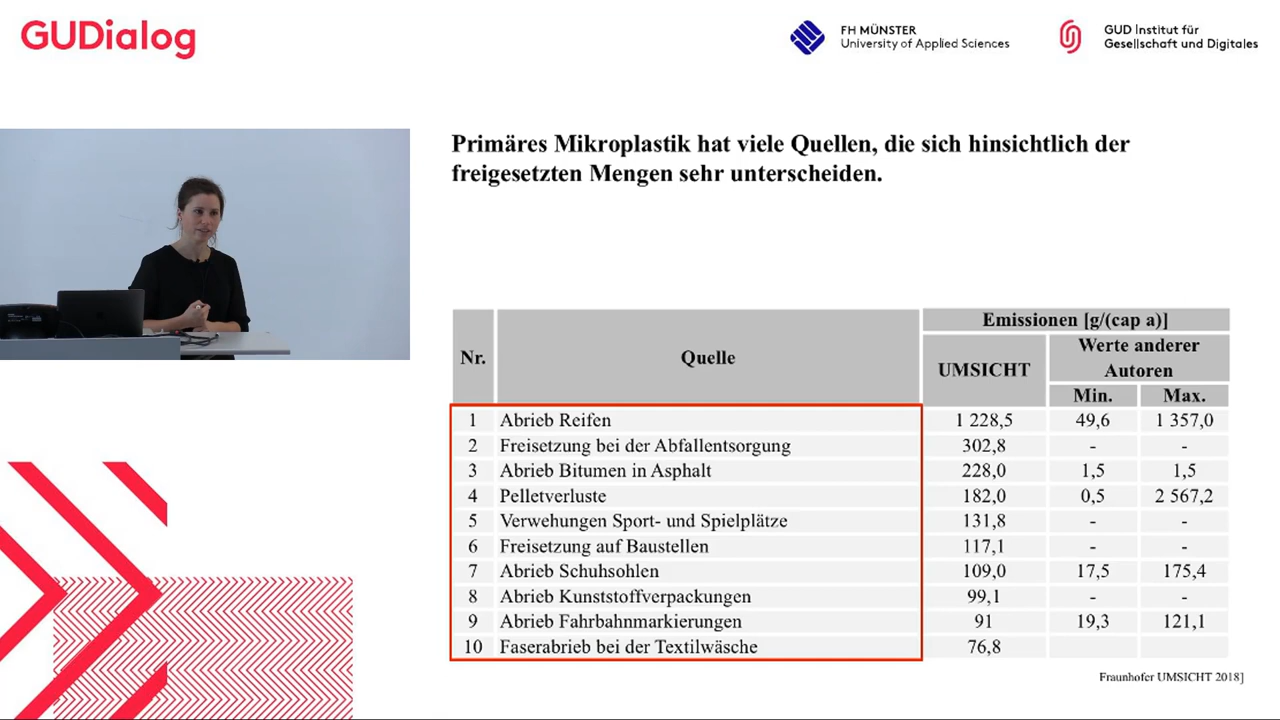 GUDialog
FH MÜNSTER
University of Applied Sciences
GUD Institut für
Gesellschaft und Digitales
Primäres Mikroplastik hat viele Quellen, die sich hinsichtlich der
freigesetzten Mengen sehr unterscheiden.
Nr. Quelle Emissionen [g/(cap a)]
UMSICHT Werte anderer
Autoren
Min. Max.
1 Abrieb Reifen 1 228,5 49,6 1 357,0
2 Freisetzung bei der Abfallentsorgung 302,8 - -
3 Abrieb Bitumen in Asphalt 228,0 1,5 1,5
4 Pelletverluste 182,0 0,5 2 567,2
5 Verwehungen Sport- und Spielplätze 131,8 - -
6 Freisetzung auf Baustellen 117,1 - -
7 Abrieb Schuhsohlen 109,0 17,5 175,4
8 Abrieb Kunststoffverpackungen 99,1 - -
9 Abrieb Fahrbahnmarkierungen 91 19,3 121,1
10 Faserabrieb bei der Textilwäsche 76,8
Fraunhofer UMSICHT 2018]